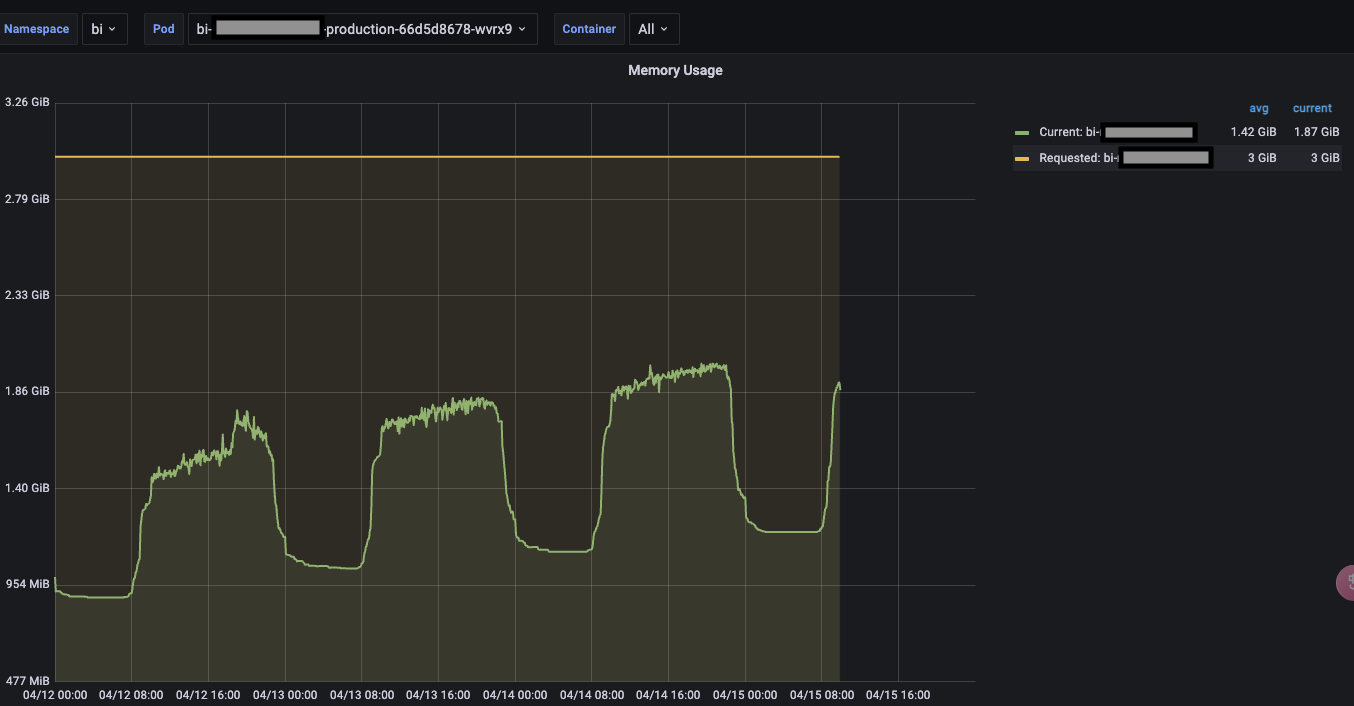 Namespace bi Pod bi- -production-66d5d8678-wvrx9 Container All
Memory Usage
3.26 GiB
2.79 GiB
2.33 GiB
1.86 GiB
1.40 GiB
954 MiB
477 MiB
04/12 00:00 04/12 08:00 04/12 16:00 04/13 00:00 04/13 08:00 04/13 16:00 04/14 00:00 04/14 08:00 04/14 16:00 04/15 00:00 04/15 08:00 04/15 16:00
avg current
Current: bi- 1.42 GiB 1.87 GiB
Requested: bi- 3 GiB 3 GiB